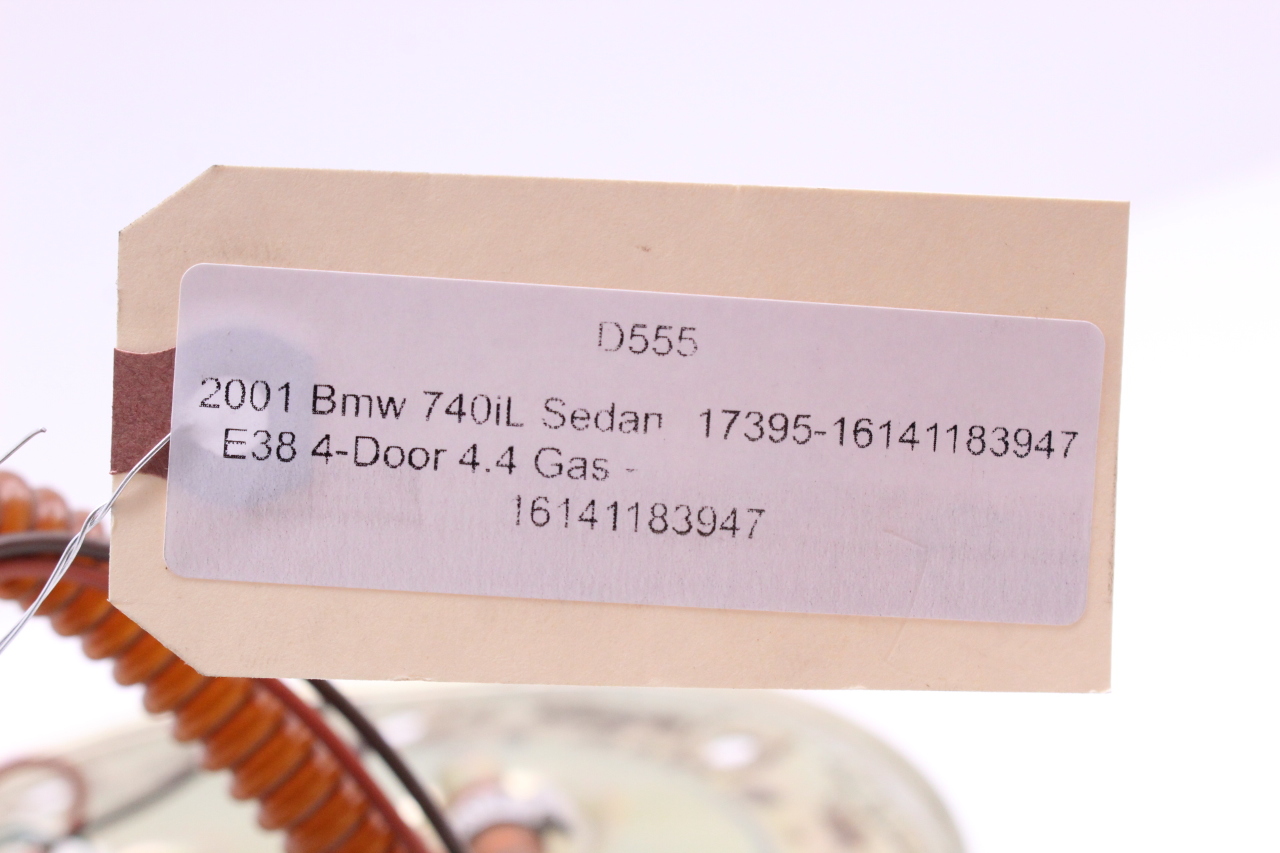 D555
2001 Bmw 740iL Sedan 17395-16141183947
E38 4-Door 4.4 Gas -
16141183947